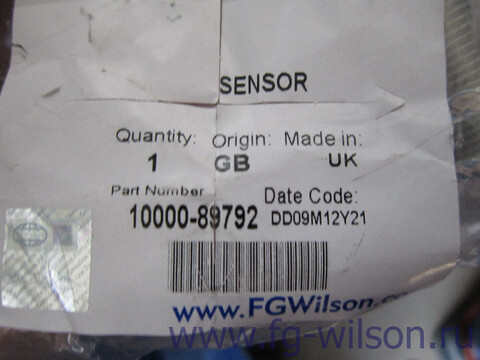 SENSOR
Quantity: Origin: Made in:
1 GB UK
Part Number Date Code:
10000-89792 DD09M12Y21
www.FGWilson.co
www.fg-wilson.ru